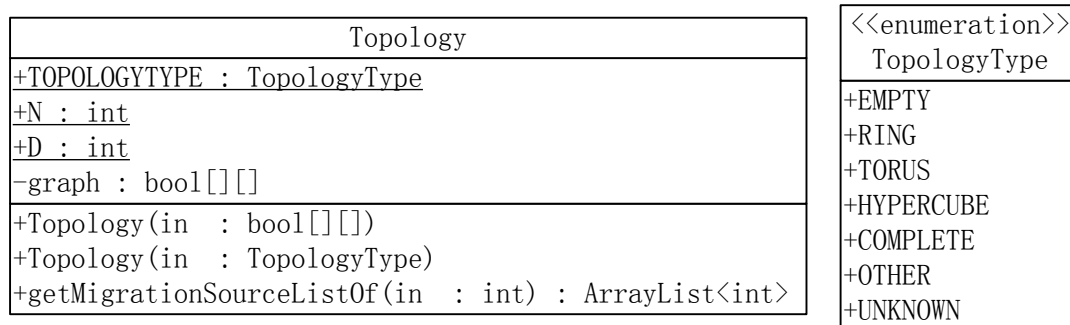 Topology
+TOPOLOGYTYPE : TopologyType
+N : int
+D : int
-graph : bool[][]
+Topology(in : bool[][])
+Topology(in : TopologyType)
+getMigrationSourceListOf(in : int) : ArrayList<int>
<<enumeration>>
TopologyType
+EMPTY
+RING
+TORUS
+HYPERCUBE
+COMPLETE
+OTHER
+UNKNOWN